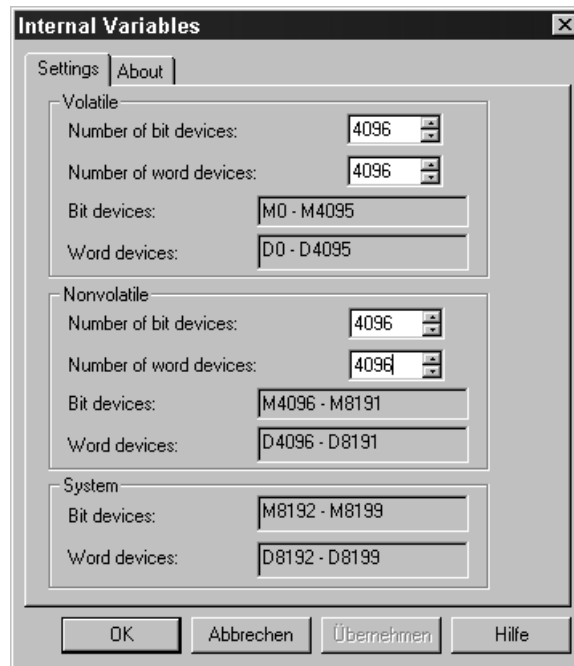 Internal Variables
Settings About
Volatile
Number of bit devices: 4096
Number of word devices: 4096
Bit devices: M0 - M4095
Word devices: D0 - D4095
Nonvolatile
Number of bit devices: 4096
Number of word devices: 4096
Bit devices: M4096 - M8191
Word devices: D4096 - D8191
System
Bit devices: M8192 - M8199
Word devices: D8192 - D8199
OK Abbrechen Übernehmen Hilfe